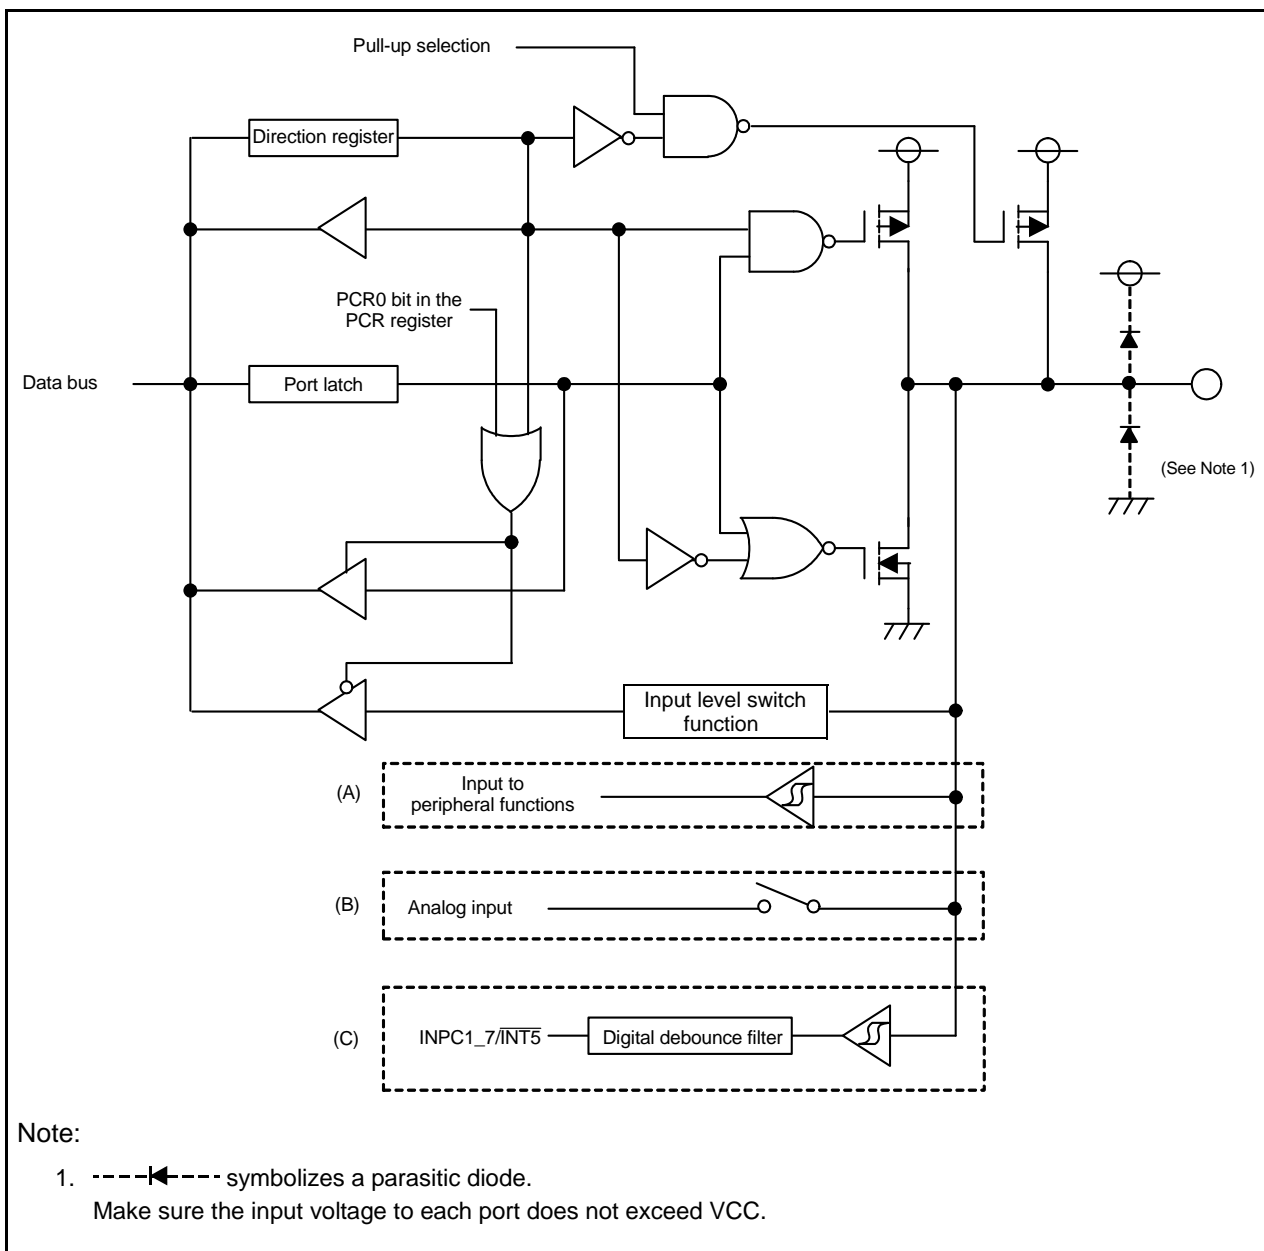 Pull-up selection
Direction register
PCR0 bit in the
PCR register
Data bus
Port latch
(See Note 1)
Input level switch
function
(A)
Input to
peripheral functions
(B)
Analog input
(C)
INPC1_7/I̅N̅T̅5̅
Digital debounce filter
Note:
1. symbolizes a parasitic diode.
Make sure the input voltage to each port does not exceed VCC.